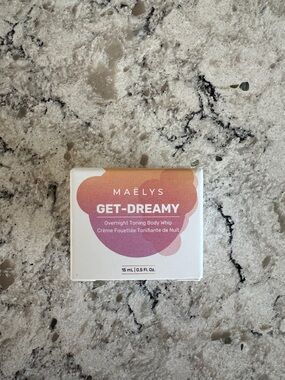 MAËLYS
GET-DREAMY
Overnight Toning Body Whip
Crème Fouettée Tonifiante de Nuit
15 mL | 0.5 Fl. Oz.